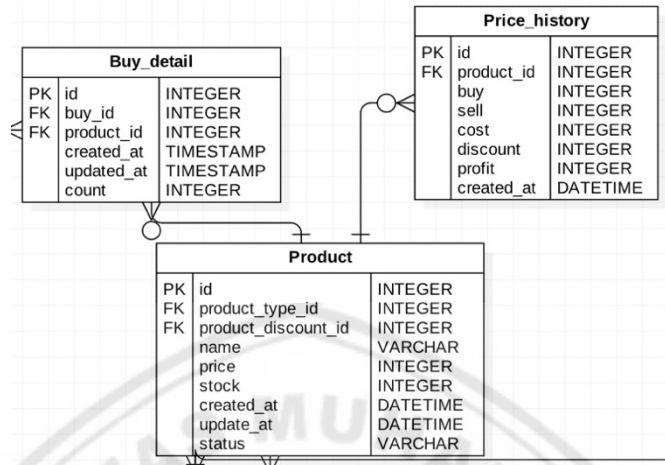 Price_history
PK id INTEGER
FK product_id INTEGER
buy INTEGER
sell INTEGER
cost INTEGER
discount INTEGER
profit INTEGER
created_at DATETIME
Buy_detail
PK id INTEGER
FK buy_id INTEGER
FK product_id INTEGER
created_at TIMESTAMP
updated_at TIMESTAMP
count INTEGER
Product
PK id INTEGER
FK product_type_id INTEGER
FK product_discount_id INTEGER
name VARCHAR
price INTEGER
stock INTEGER
created_at DATETIME
update_at DATETIME
status VARCHAR